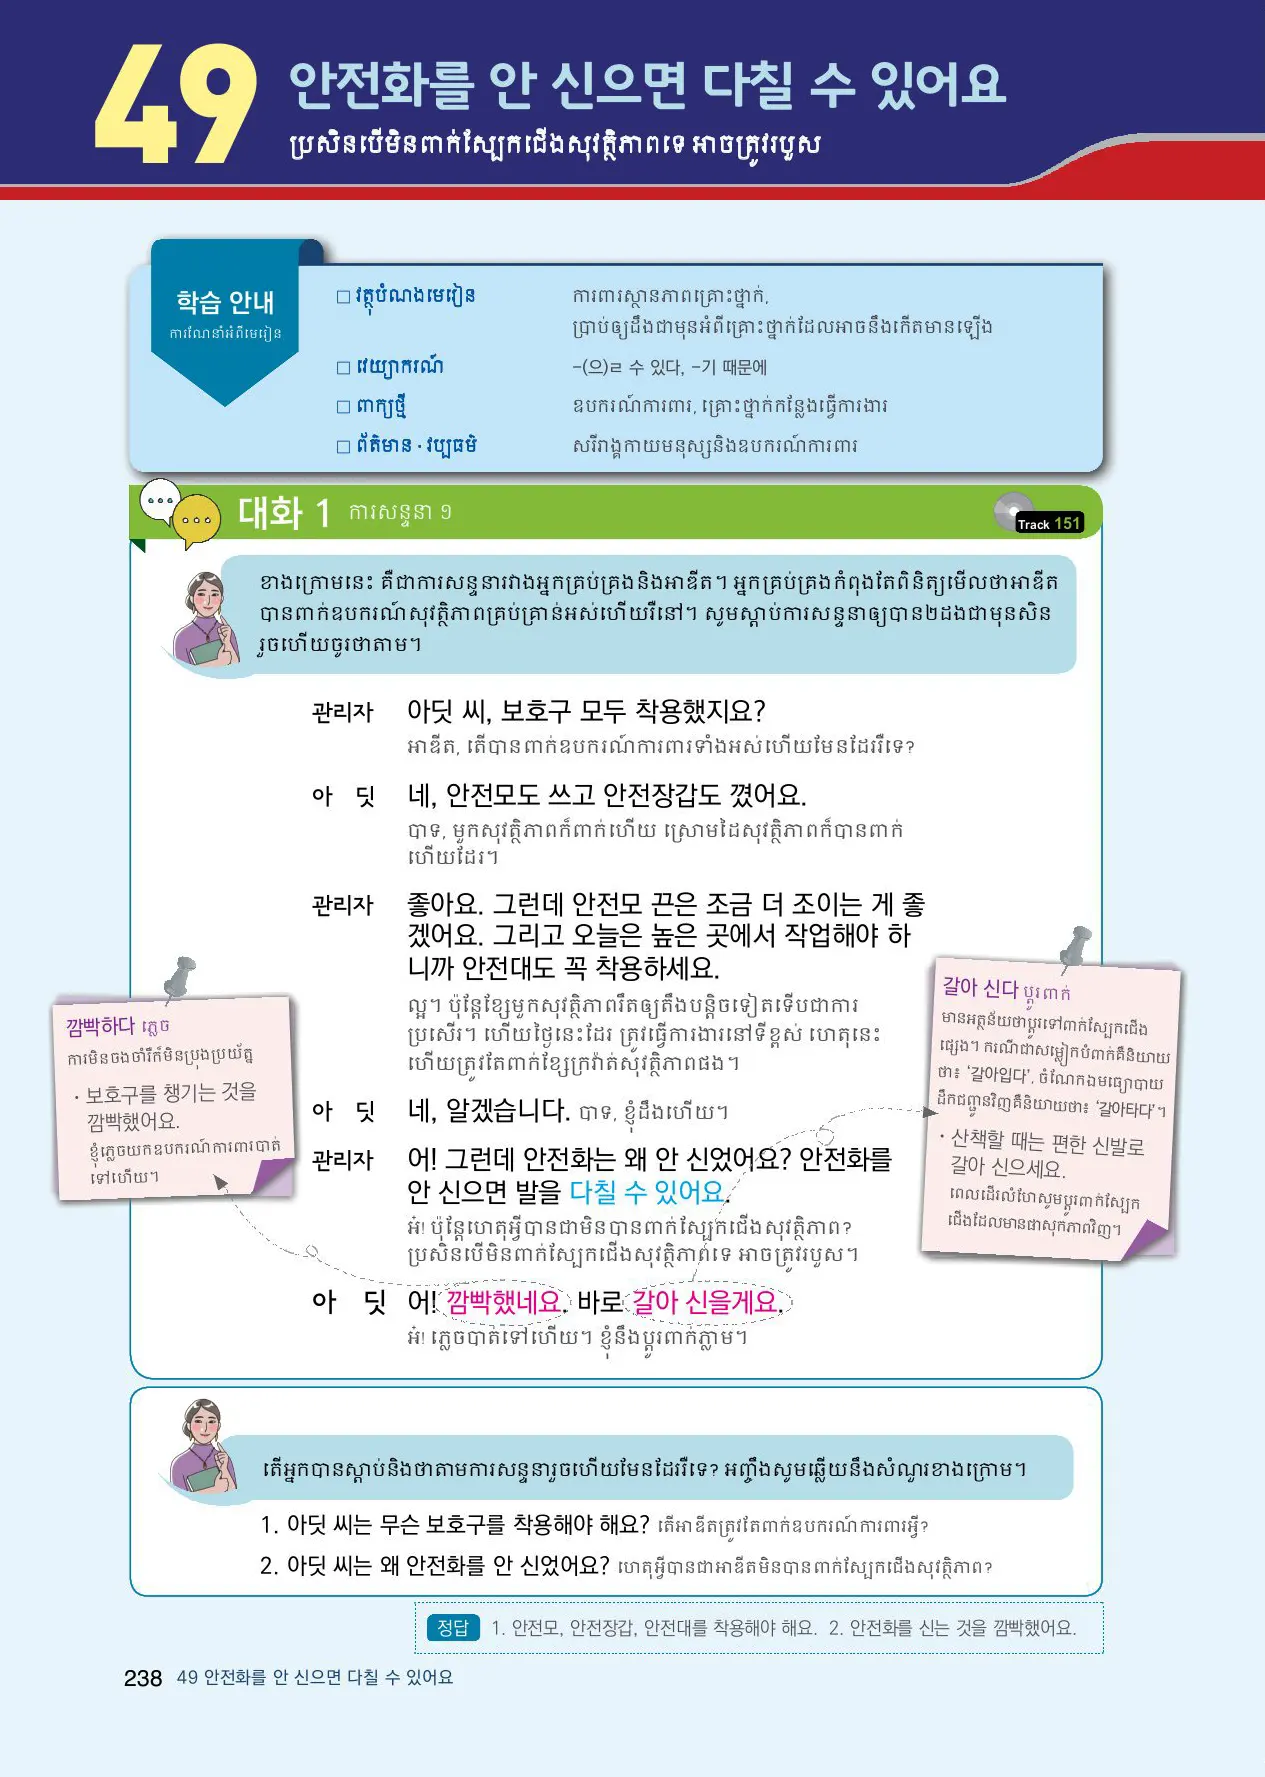 49
안전화를 안 신으면 다칠 수 있어요
ប្រសិនបើមិនពាក់ស្បែកជើងសុវត្ថិភាពទេ អាចត្រូវរបួស
학습 안내
ការណែនាំអំពីមេរៀន
□ វត្ថុបំណងមេរៀន
ការពារស្ថានភាពគ្រោះថ្នាក់,
ប្រាប់ឲ្យដឹងជាមុនអំពីគ្រោះថ្នាក់ដែលអាចនឹងកើតមានឡើង
□ វេយ្យាករណ៍
-(으)ㄹ 수 있다, -기 때문에
□ ពាក្យថ្មី
ឧបករណ៍ការពារ, គ្រោះថ្នាក់កន្លែងធ្វើការងារ
□ ព័ត៌មាន · វប្បធម៌
សរីរាង្គកាយមនុស្សនិងឧបករណ៍ការពារ
대화 1 ការសន្ទនា ១
Track 151
ខាងក្រោមនេះ គឺជាការសន្ទនារវាងអ្នកគ្រប់គ្រងនិងអាឌីត។ អ្នកគ្រប់គ្រងកំពុងតែពិនិត្យមើលថាអាឌីត
បានពាក់ឧបករណ៍សុវត្ថិភាពគ្រប់គ្រាន់អស់ហើយរឺនៅ។ សូមស្តាប់ការសន្ទនាឲ្យបាន២ដងជាមុនសិន
រួចហើយចូរថាតាម។
관리자 아딧 씨, 보호구 모두 착용했지요?
អាឌីត, តើបានពាក់ឧបករណ៍ការពារទាំងអស់ហើយមែនដែររឺទេ?
아 딧 네, 안전모도 쓰고 안전장갑도 꼈어요.
បាទ, មួកសុវត្ថិភាពក៏ពាក់ហើយ ស្រោមដៃសុវត្ថិភាពក៏បានពាក់
ហើយដែរ។
관리자 좋아요. 그런데 안전모 끈은 조금 더 조이는 게 좋
겠어요. 그리고 오늘은 높은 곳에서 작업해야 하
니까 안전대도 꼭 착용하세요.
ល្អ។ ប៉ុន្តែខ្សែមួកសុវត្ថិភាពរឹតឲ្យតឹងបន្តិចទៀតទើបជាការ
ប្រសើរ។ ហើយថ្ងៃនេះដែរ ត្រូវធ្វើការងារនៅទីខ្ពស់ ហេតុនេះ
ហើយត្រូវតែពាក់ខ្សែក្រវ៉ាត់សុវត្ថិភាពផង។
아 딧 네, 알겠습니다. បាទ, ខ្ញុំដឹងហើយ។
관리자 어! 그런데 안전화는 왜 안 신었어요? 안전화를
안 신으면 발을 다칠 수 있어요.
អ៎! ប៉ុន្តែហេតុអ្វីបានជាមិនបានពាក់ស្បែកជើងសុវត្ថិភាព?
ប្រសិនបើមិនពាក់ស្បែកជើងសុវត្ថិភាពទេ អាចត្រូវរបួស។
아 딧 어! 깜빡했네요. 바로 갈아 신을게요.
អ៎! ភ្លេចបាត់ទៅហើយ។ ខ្ញុំនឹងប្តូរពាក់ភ្លាម។
깜빡하다 ភ្លេច
ការមិនចងចាំរឺក៏មិនប្រុងប្រយ័ត្ន
· 보호구를 챙기는 것을
깜빡했어요.
ខ្ញុំភ្លេចយកឧបករណ៍ការពារបាត់
ទៅហើយ។
갈아 신다 ប្តូរពាក់
មានអត្ថន័យថាប្តូរទៅពាក់ស្បែកជើង
ផ្សេង។ ករណីជាសម្លៀកបំពាក់គឺនិយាយ
ថា៖ ‘갈아입다’, ចំណែកឯមធ្យោបាយ
ដឹកជញ្ជូនវិញគឺនិយាយថា៖ ‘갈아타다’។
· 산책할 때는 편한 신발로
갈아 신으세요.
ពេលដើរលំហែសូមប្តូរពាក់ស្បែក
ជើងដែលមានផាសុកភាពវិញ។
តើអ្នកបានស្តាប់និងថាតាមការសន្ទនារួចហើយមែនដែររឺទេ? អញ្ចឹងសូមឆ្លើយនឹងសំណួរខាងក្រោម។
1. 아딧 씨는 무슨 보호구를 착용해야 해요? តើអាឌីតត្រូវតែពាក់ឧបករណ៍ការពារអ្វី?
2. 아딧 씨는 왜 안전화를 안 신었어요? ហេតុអ្វីបានជាអាឌីតមិនបានពាក់ស្បែកជើងសុវត្ថិភាព?
정답 1. 안전모, 안전장갑, 안전대를 착용해야 해요. 2. 안전화를 신는 것을 깜빡했어요.
238 49 안전화를 안 신으면 다칠 수 있어요